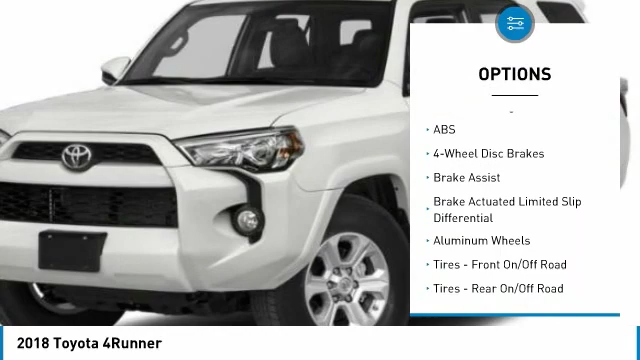 OPTIONS
ABS
4-Wheel Disc Brakes
Brake Assist
Brake Actuated Limited Slip
Differential
Aluminum Wheels
Tires - Front On/Off Road
Tires - Rear On/Off Road
2018 Toyota 4Runner